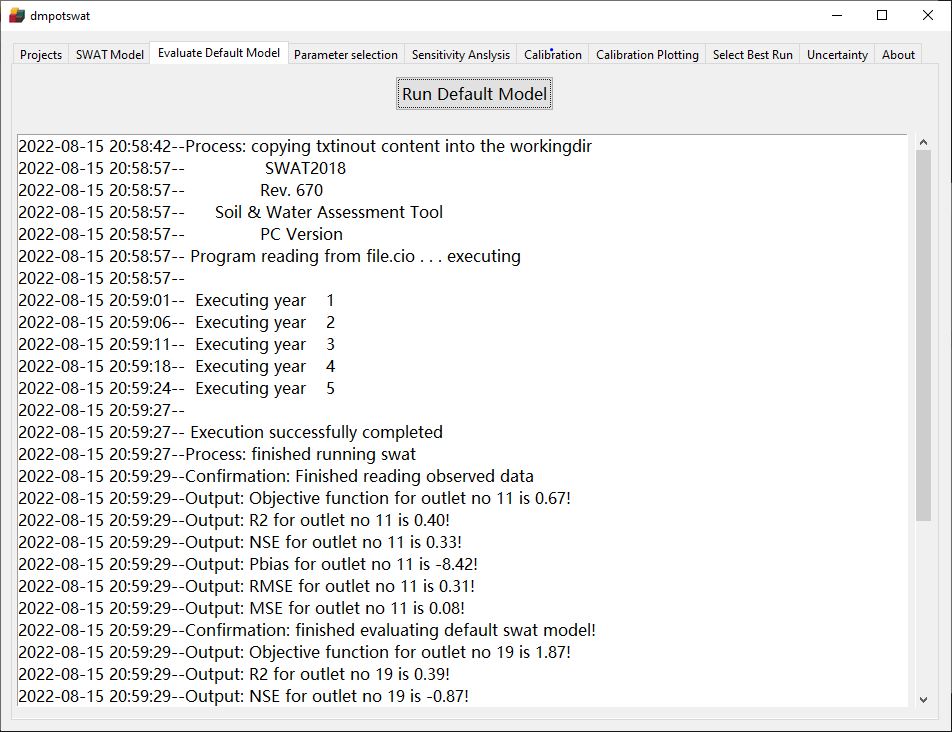 dmpotswat
Projects SWAT Model Evaluate Default Model Parameter selection Sensitivity Anslysis Calibration Calibration Plotting Select Best Run Uncertainty About
Run Default Model
2022-08-15 20:58:42--Process: copying txtinout content into the workingdir
2022-08-15 20:58:57-- SWAT2018
2022-08-15 20:58:57-- Rev. 670
2022-08-15 20:58:57-- Soil & Water Assessment Tool
2022-08-15 20:58:57-- PC Version
2022-08-15 20:58:57-- Program reading from file.cio . . . executing
2022-08-15 20:58:57--
2022-08-15 20:59:01-- Executing year 1
2022-08-15 20:59:06-- Executing year 2
2022-08-15 20:59:11-- Executing year 3
2022-08-15 20:59:18-- Executing year 4
2022-08-15 20:59:24-- Executing year 5
2022-08-15 20:59:27--
2022-08-15 20:59:27-- Execution successfully completed
2022-08-15 20:59:27--Process: finished running swat
2022-08-15 20:59:29--Confirmation: Finished reading observed data
2022-08-15 20:59:29--Output: Objective function for outlet no 11 is 0.67!
2022-08-15 20:59:29--Output: R2 for outlet no 11 is 0.40!
2022-08-15 20:59:29--Output: NSE for outlet no 11 is 0.33!
2022-08-15 20:59:29--Output: Pbias for outlet no 11 is -8.42!
2022-08-15 20:59:29--Output: RMSE for outlet no 11 is 0.31!
2022-08-15 20:59:29--Output: MSE for outlet no 11 is 0.08!
2022-08-15 20:59:29--Confirmation: finished evaluating default swat model!
2022-08-15 20:59:29--Output: Objective function for outlet no 19 is 1.87!
2022-08-15 20:59:29--Output: R2 for outlet no 19 is 0.39!
2022-08-15 20:59:29--Output: NSE for outlet no 19 is -0.87!